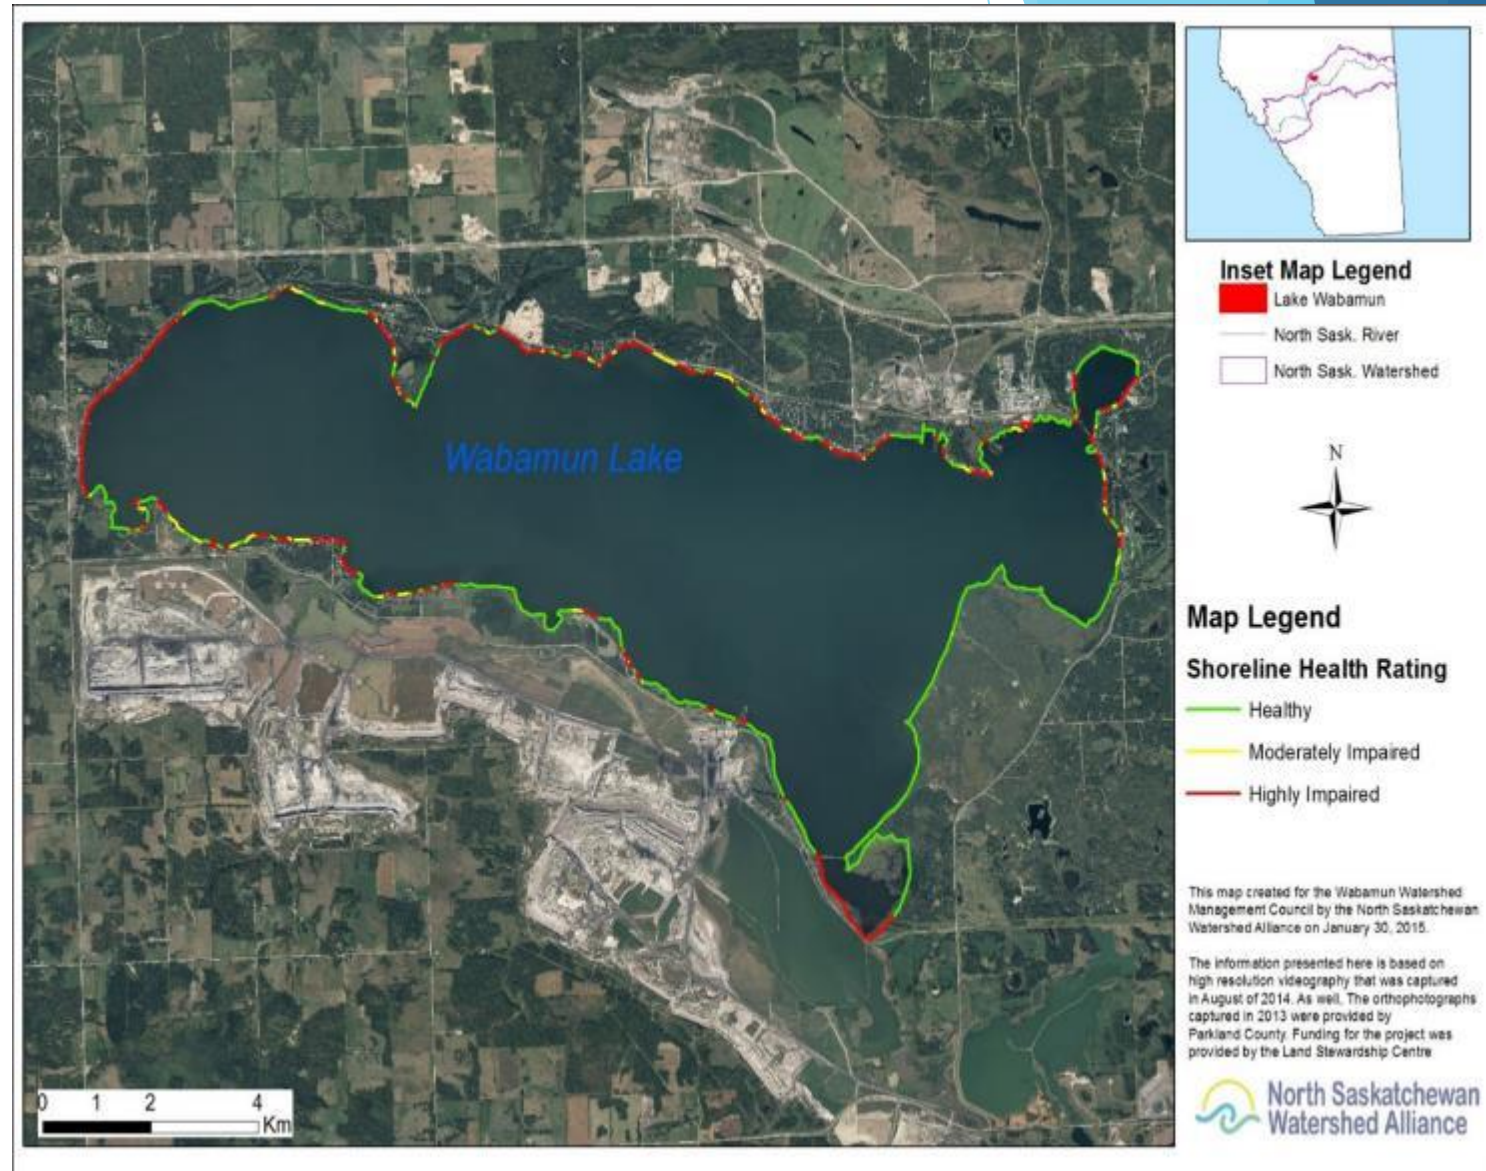 Inset Map Legend
Lake Wabamun
North Sask. River
North Sask. Watershed
Wabamun Lake
N
Map Legend
Shoreline Health Rating
Healthy
Moderately Impaired
Highly Impaired
This map created for the Wabamun Watershed
Management Council by the North Saskatchewan
Watershed Alliance on January 30, 2015.
The information presented here is based on
high resolution videography that was captured
in August of 2014. As well. The orthophotographs
captured in 2013 were provided by
Parkland County. Funding for the project was
provided by the Land Stewardship Centre
0 1 2 4
Km
North Saskatchewan
Watershed Alliance